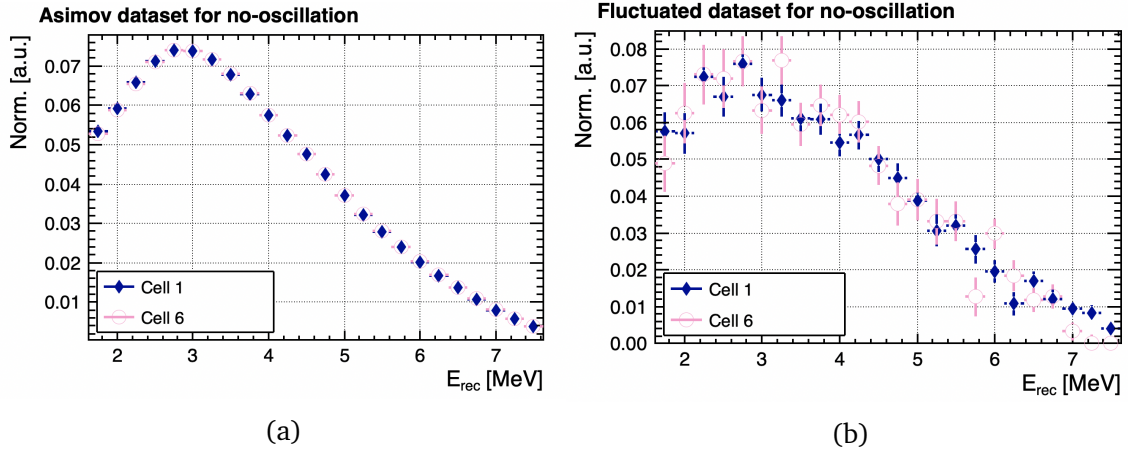 Asimov dataset for no-oscillation
Norm. [a.u.]
0.07
0.06
0.05
0.04
0.03
0.02
0.01
Cell 1
Cell 6
2 3 4 5 6 7
E_rec [MeV]
(a)
Fluctuated dataset for no-oscillation
Norm. [a.u.]
0.08
0.07
0.06
0.05
0.04
0.03
0.02
0.01
0.00
Cell 1
Cell 6
2 3 4 5 6 7
E_rec [MeV]
(b)